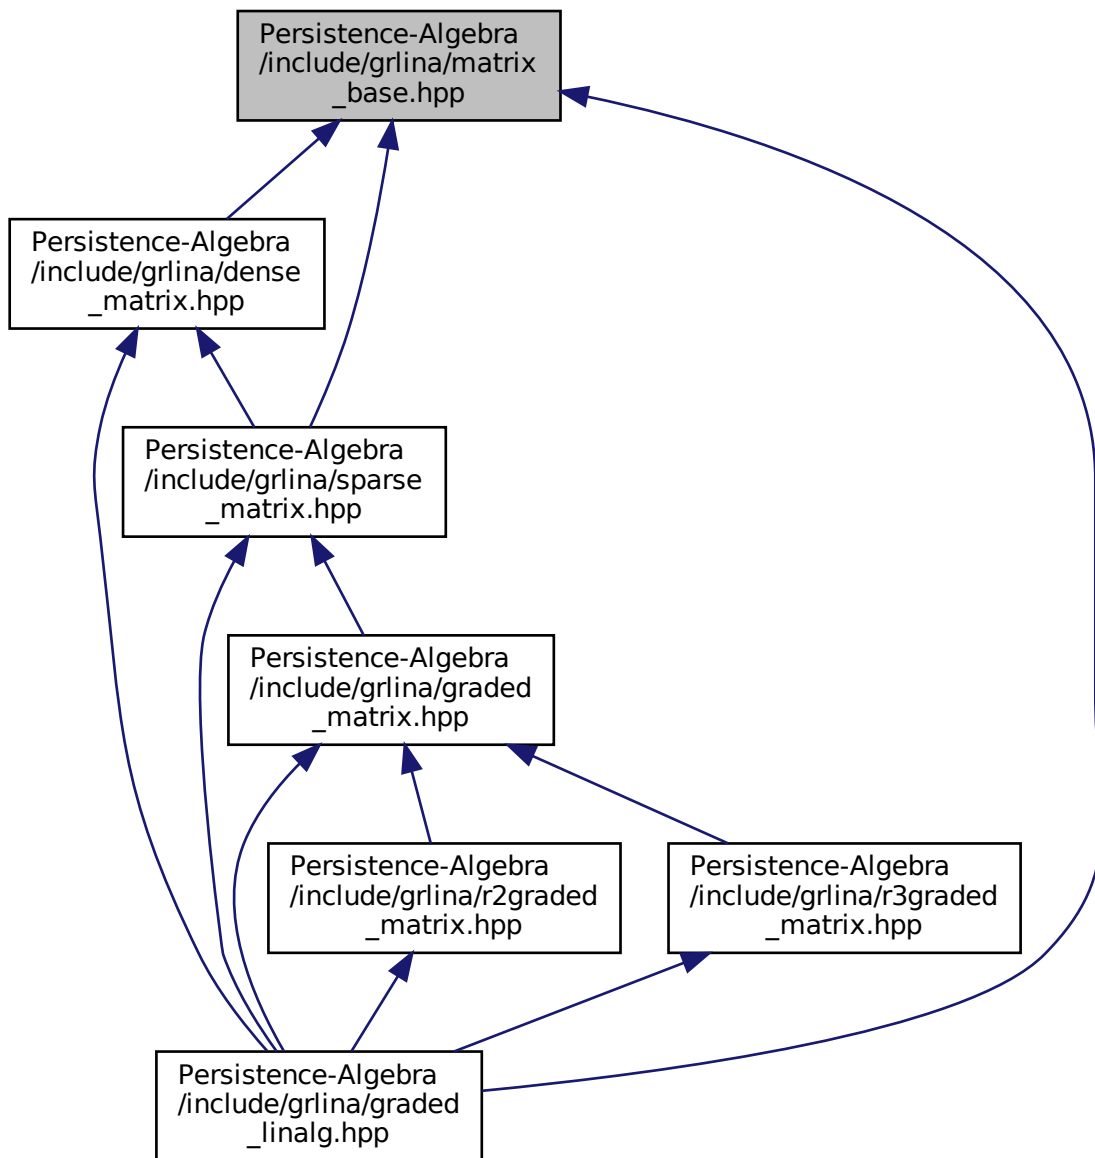 Persistence-Algebra
/include/grlina/matrix
_base.hpp
Persistence-Algebra
/include/grlina/dense
_matrix.hpp
Persistence-Algebra
/include/grlina/sparse
_matrix.hpp
Persistence-Algebra
/include/grlina/graded
_matrix.hpp
Persistence-Algebra
/include/grlina/r2graded
_matrix.hpp
Persistence-Algebra
/include/grlina/r3graded
_matrix.hpp
Persistence-Algebra
/include/grlina/graded
_linalg.hpp